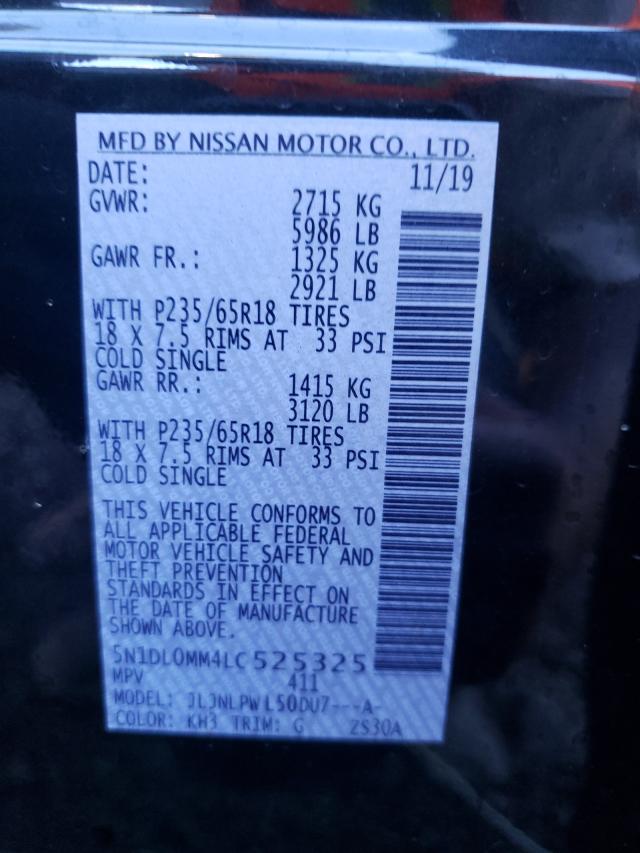 MFD BY NISSAN MOTOR CO., LTD.
DATE: 11/19
GVWR: 2715 KG
5986 LB
GAWR FR.: 1325 KG
2921 LB
WITH P235/65R18 TIRES
18 X 7.5 RIMS AT 33 PSI
COLD SINGLE
GAWR RR.: 1415 KG
3120 LB
WITH P235/65R18 TIRES
18 X 7.5 RIMS AT 33 PSI
COLD SINGLE
THIS VEHICLE CONFORMS TO
ALL APPLICABLE FEDERAL
MOTOR VEHICLE SAFETY AND
THEFT PREVENTION
STANDARDS IN EFFECT ON
THE DATE OF MANUFACTURE
SHOWN ABOVE.
5N1DL0MM4LC525325
MPV 411
MODEL: JLJNLPWL50DU7---A-
COLOR: KH3 TRIM: G ZS30A